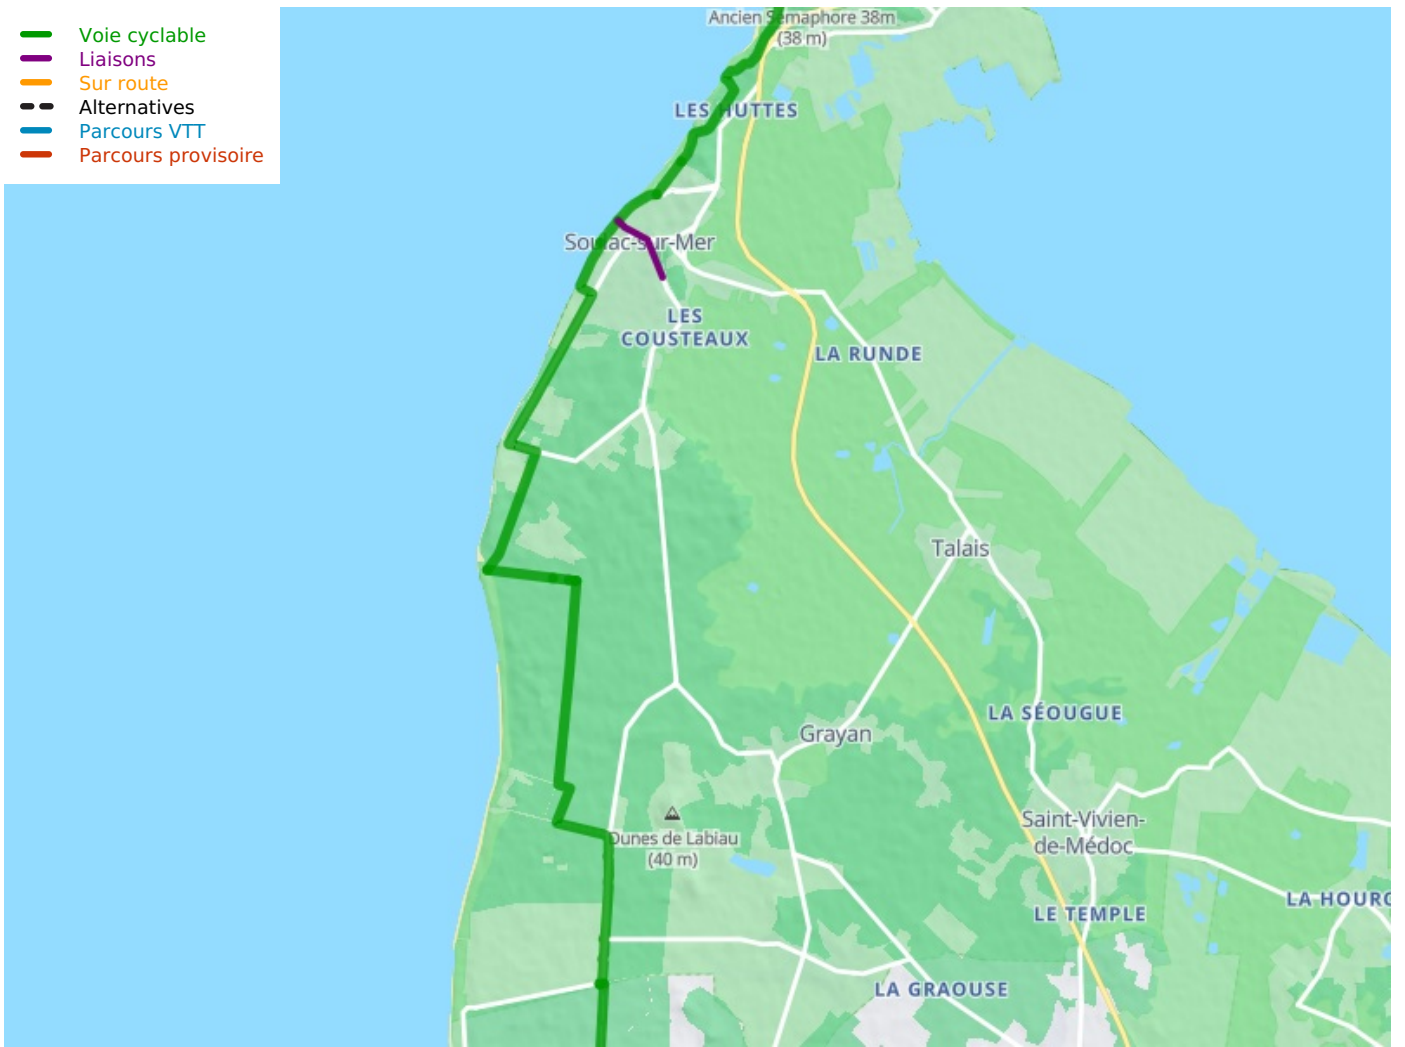 Voie cyclable
Liaisons
Sur route
Alternatives
Parcours VTT
Parcours provisoire
Ancien Sémaphore 38m
(38 m)
LES HUTTES
Soulac-sur-Mer
LES
COUSTEAUX
LA RUNDE
Talais
LA SÉOUGUE
Grayan
Saint-Vivien-
de-Médoc
Dunes de Labiau
(40 m)
LA HOURC
LE TEMPLE
LA GRAOUSE